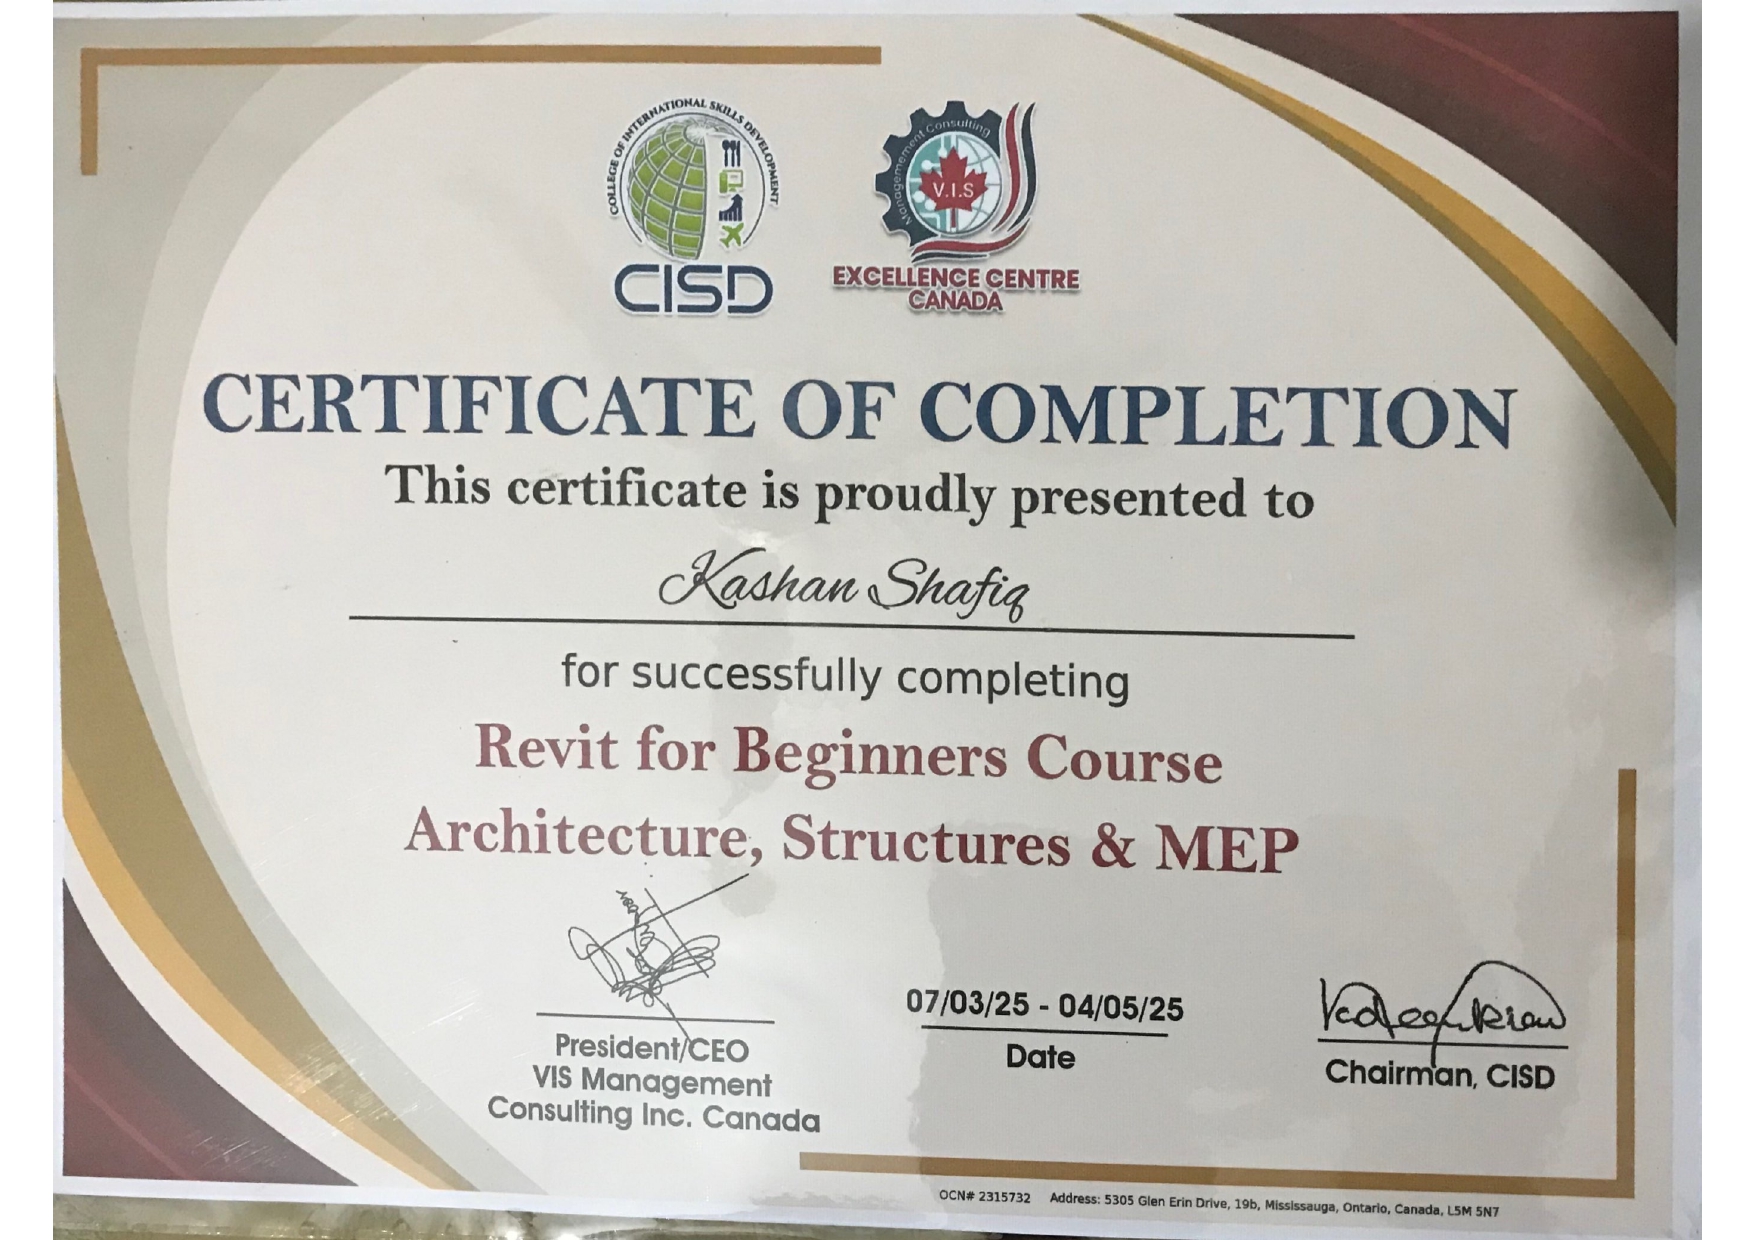 COLLEGE OF INTERNATIONAL SKILLS DEVELOPMENT
CISD
Management Consulting
V.I.S
EXCELLENCE CENTRE
CANADA
CERTIFICATE OF COMPLETION
This certificate is proudly presented to
Kashan Shafiq
for successfully completing
Revit for Beginners Course
Architecture, Structures & MEP
07/03/25 - 04/05/25
Date
President/CEO
VIS Management
Consulting Inc. Canada
Chairman, CISD
OCN# 2315732 Address: 5305 Glen Erin Drive, 19b, Mississauga, Ontario, Canada, L5M 5N7